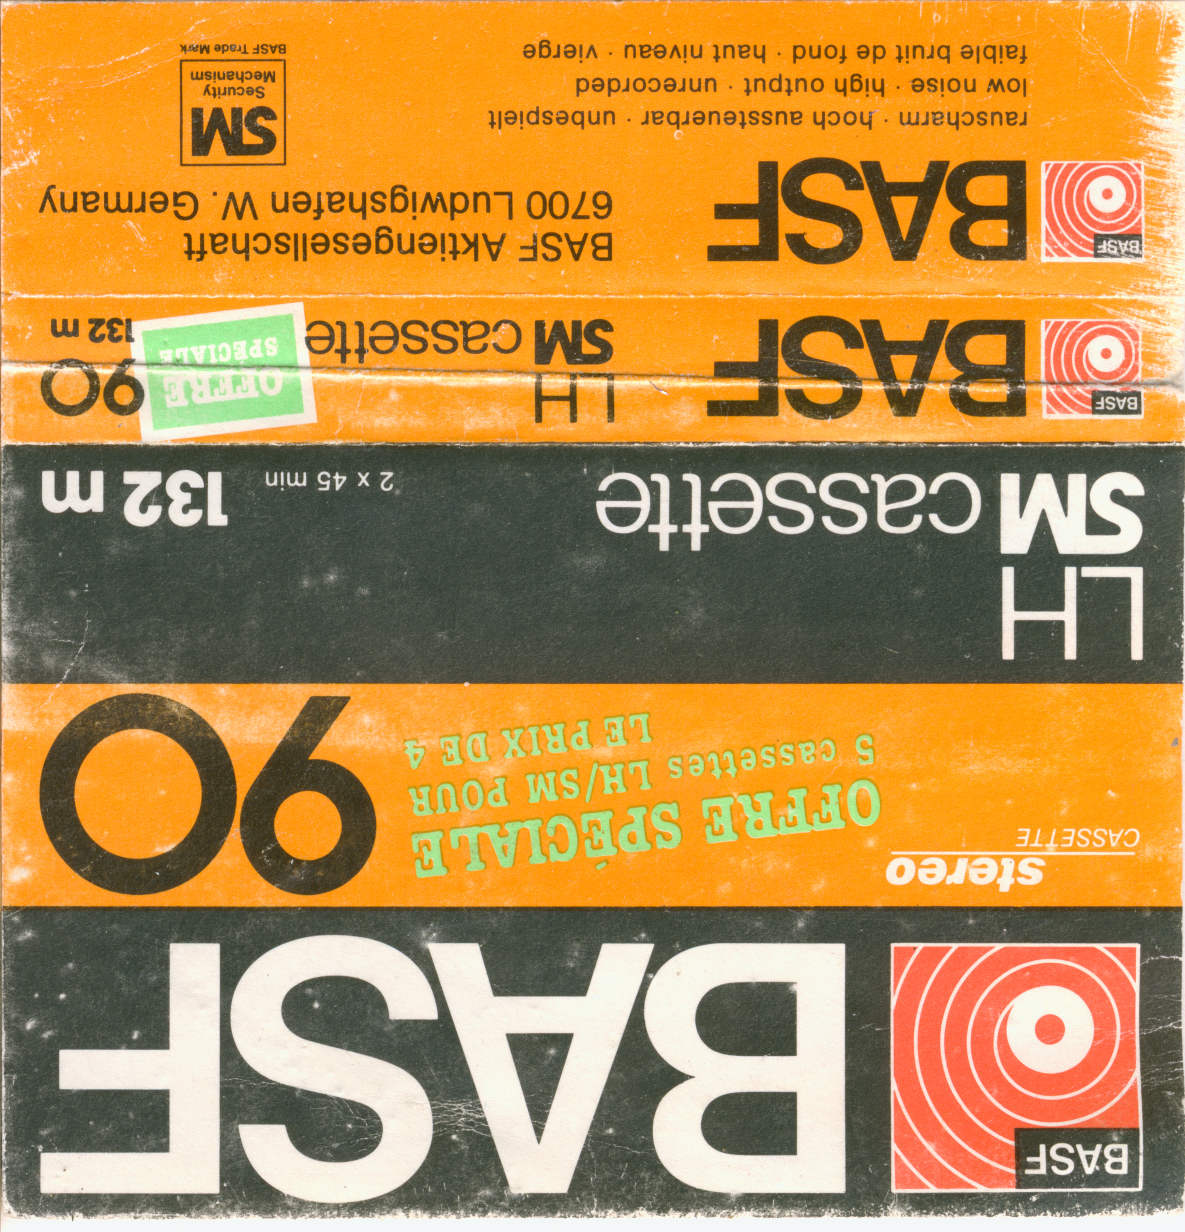 BASF
BASF
stereo
CASSETTE
OFFRE SPÉCIALE
5 cassettes LH/SM POUR
LE PRIX DE 4
90
LH
SM cassette
2 x 45 min
132 m
BASF
BASF
LH
SM cassette
OFFRE
SPÉCIALE
90
132 m
BASF
BASF
BASF Aktiengesellschaft
6700 Ludwigshafen W. Germany
rauscharm · hoch aussteuerbar · unbespielt
low noise · high output · unrecorded
faible bruit de fond · haut niveau · vierge
SM
Security
Mechanism
BASF Trade Mark